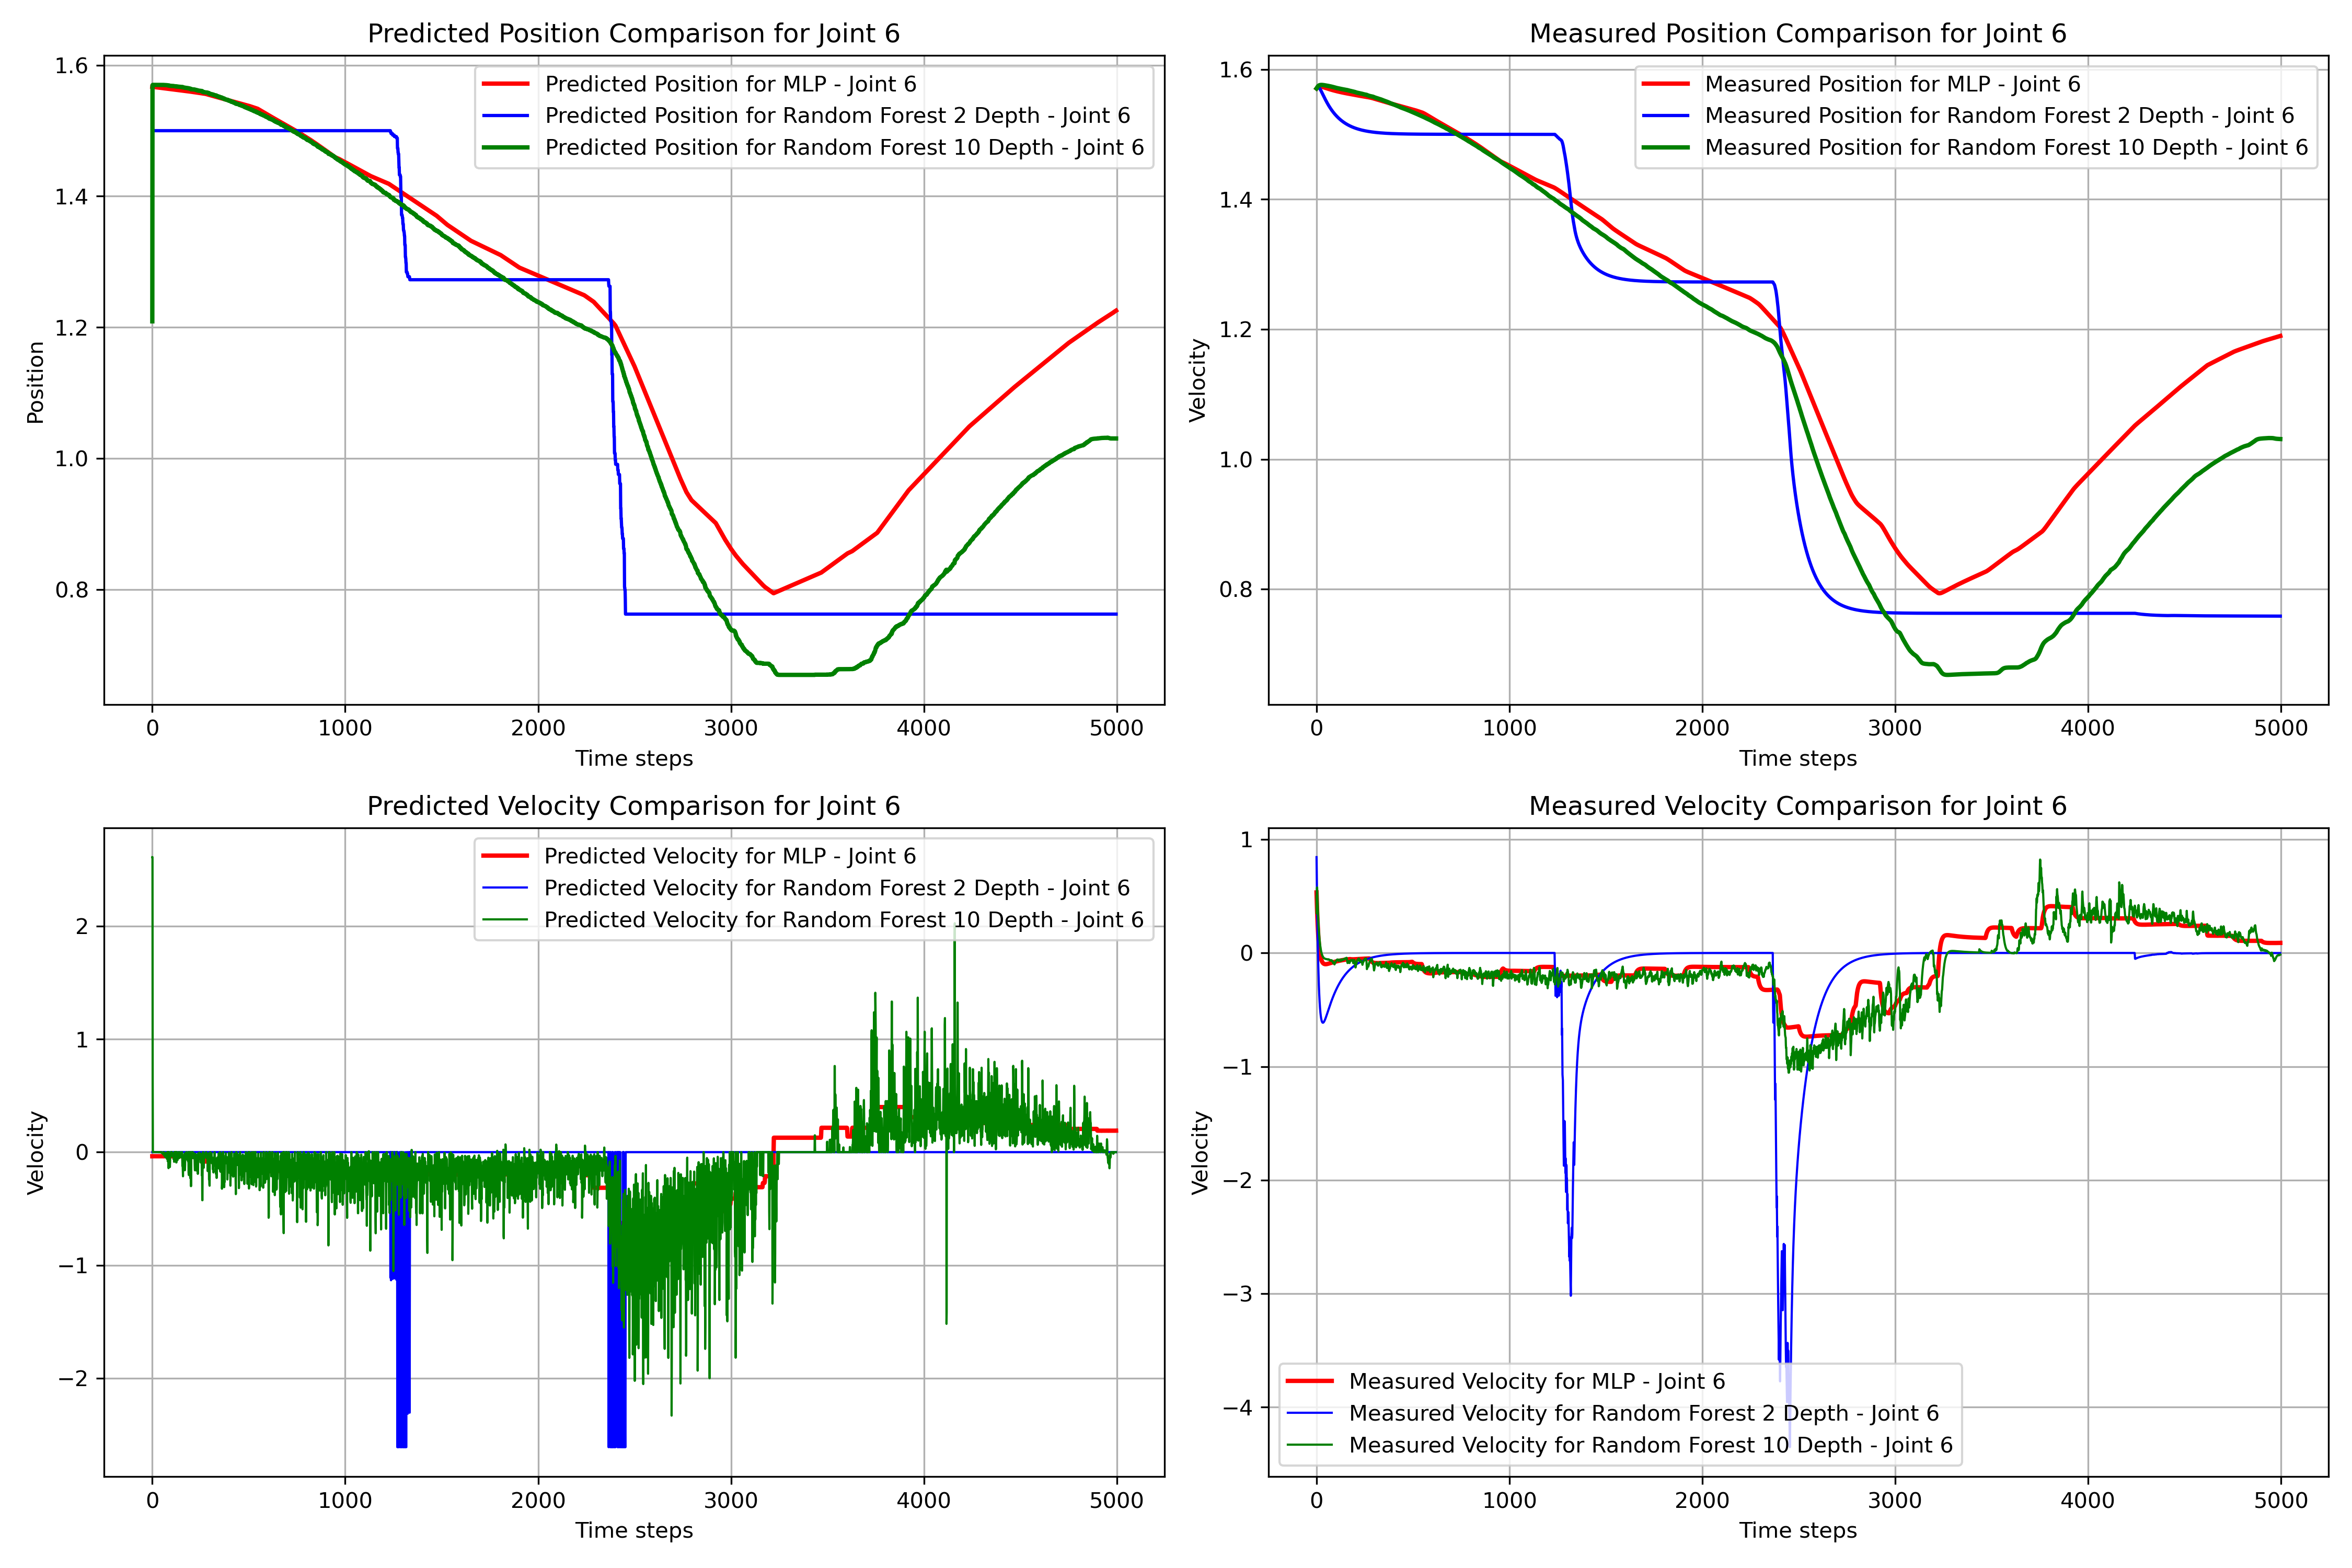 Predicted Position Comparison for Joint 6
Predicted Position for MLP - Joint 6
Predicted Position for Random Forest 2 Depth - Joint 6
Predicted Position for Random Forest 10 Depth - Joint 6
Position
1.6
1.4
1.2
1.0
0.8
0 1000 2000 3000 4000 5000
Time steps
Measured Position Comparison for Joint 6
Measured Position for MLP - Joint 6
Measured Position for Random Forest 2 Depth - Joint 6
Measured Position for Random Forest 10 Depth - Joint 6
Velocity
1.6
1.4
1.2
1.0
0.8
0 1000 2000 3000 4000 5000
Time steps
Predicted Velocity Comparison for Joint 6
Predicted Velocity for MLP - Joint 6
Predicted Velocity for Random Forest 2 Depth - Joint 6
Predicted Velocity for Random Forest 10 Depth - Joint 6
Velocity
2
1
0
−1
−2
0 1000 2000 3000 4000 5000
Time steps
Measured Velocity Comparison for Joint 6
Velocity
1
0
−1
−2
−3
−4
Measured Velocity for MLP - Joint 6
Measured Velocity for Random Forest 2 Depth - Joint 6
Measured Velocity for Random Forest 10 Depth - Joint 6
0 1000 2000 3000 4000 5000
Time steps